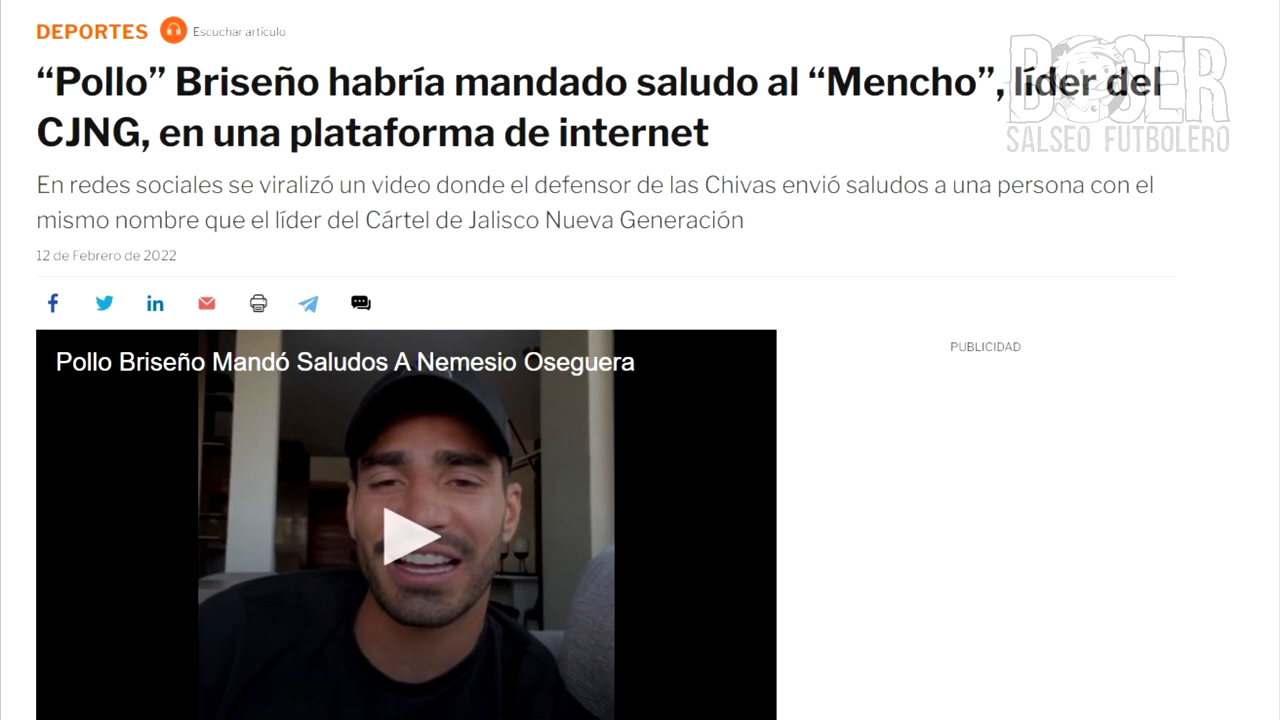 DEPORTES Escuchar artículo
“Pollo” Briseño habría mandado saludo al “Mencho”, líder del
CJNG, en una plataforma de internet
BOSER
SALSEO FUTBOLERO
En redes sociales se viralizó un video donde el defensor de las Chivas envió saludos a una persona con el
mismo nombre que el líder del Cártel de Jalisco Nueva Generación
12 de Febrero de 2022
Pollo Briseño Mandó Saludos A Nemesio Oseguera
PUBLICIDAD